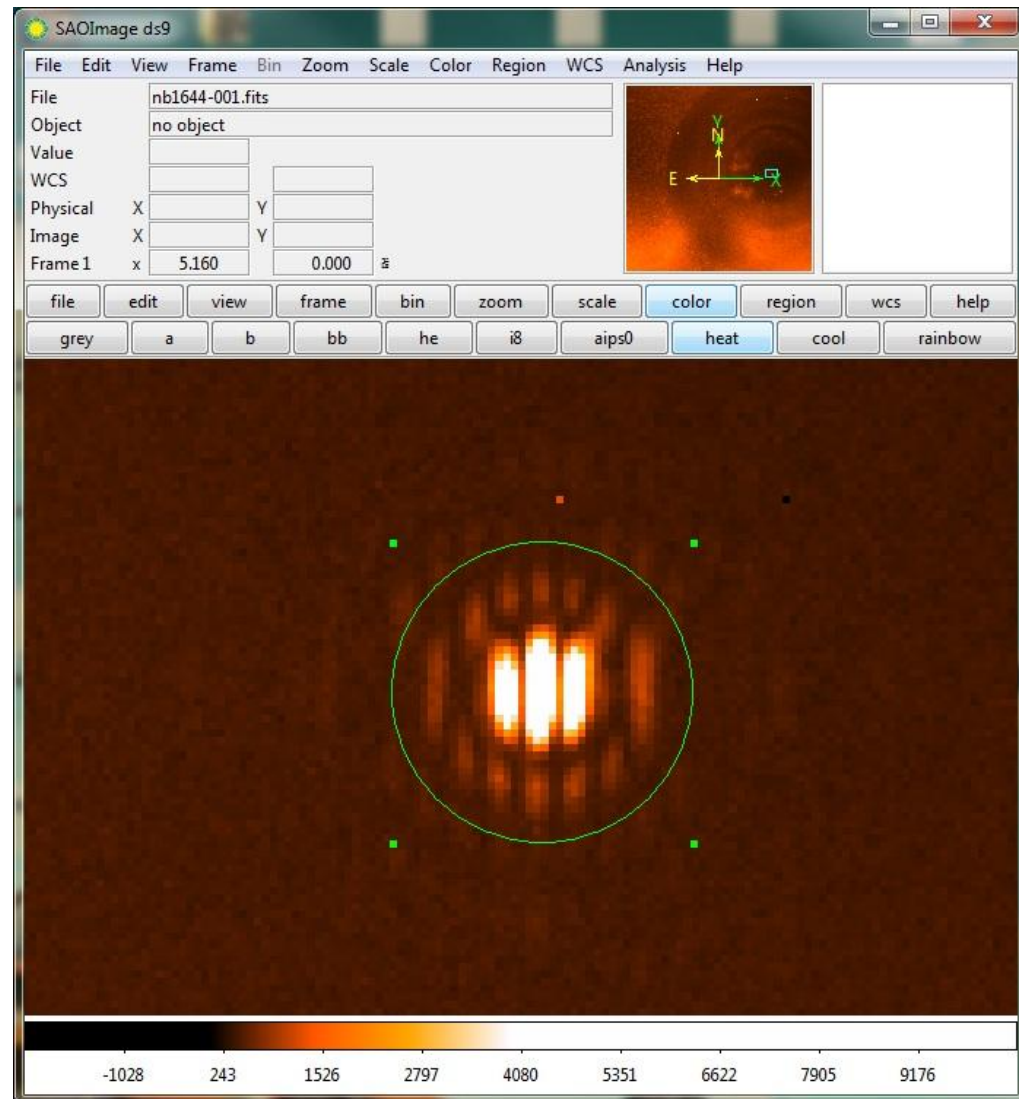 SAOImage ds9
File Edit View Frame Bin Zoom Scale Color Region WCS Analysis Help
File nb1644-001.fits
Object no object
Value
WCS
Physical X Y
Image X Y
Frame 1 x 5.160 0.000
Y
N
E X
file edit view frame bin zoom scale color region wcs help
grey a b bb he i8 aips0 heat cool rainbow
-1028 243 1526 2797 4080 5351 6622 7905 9176